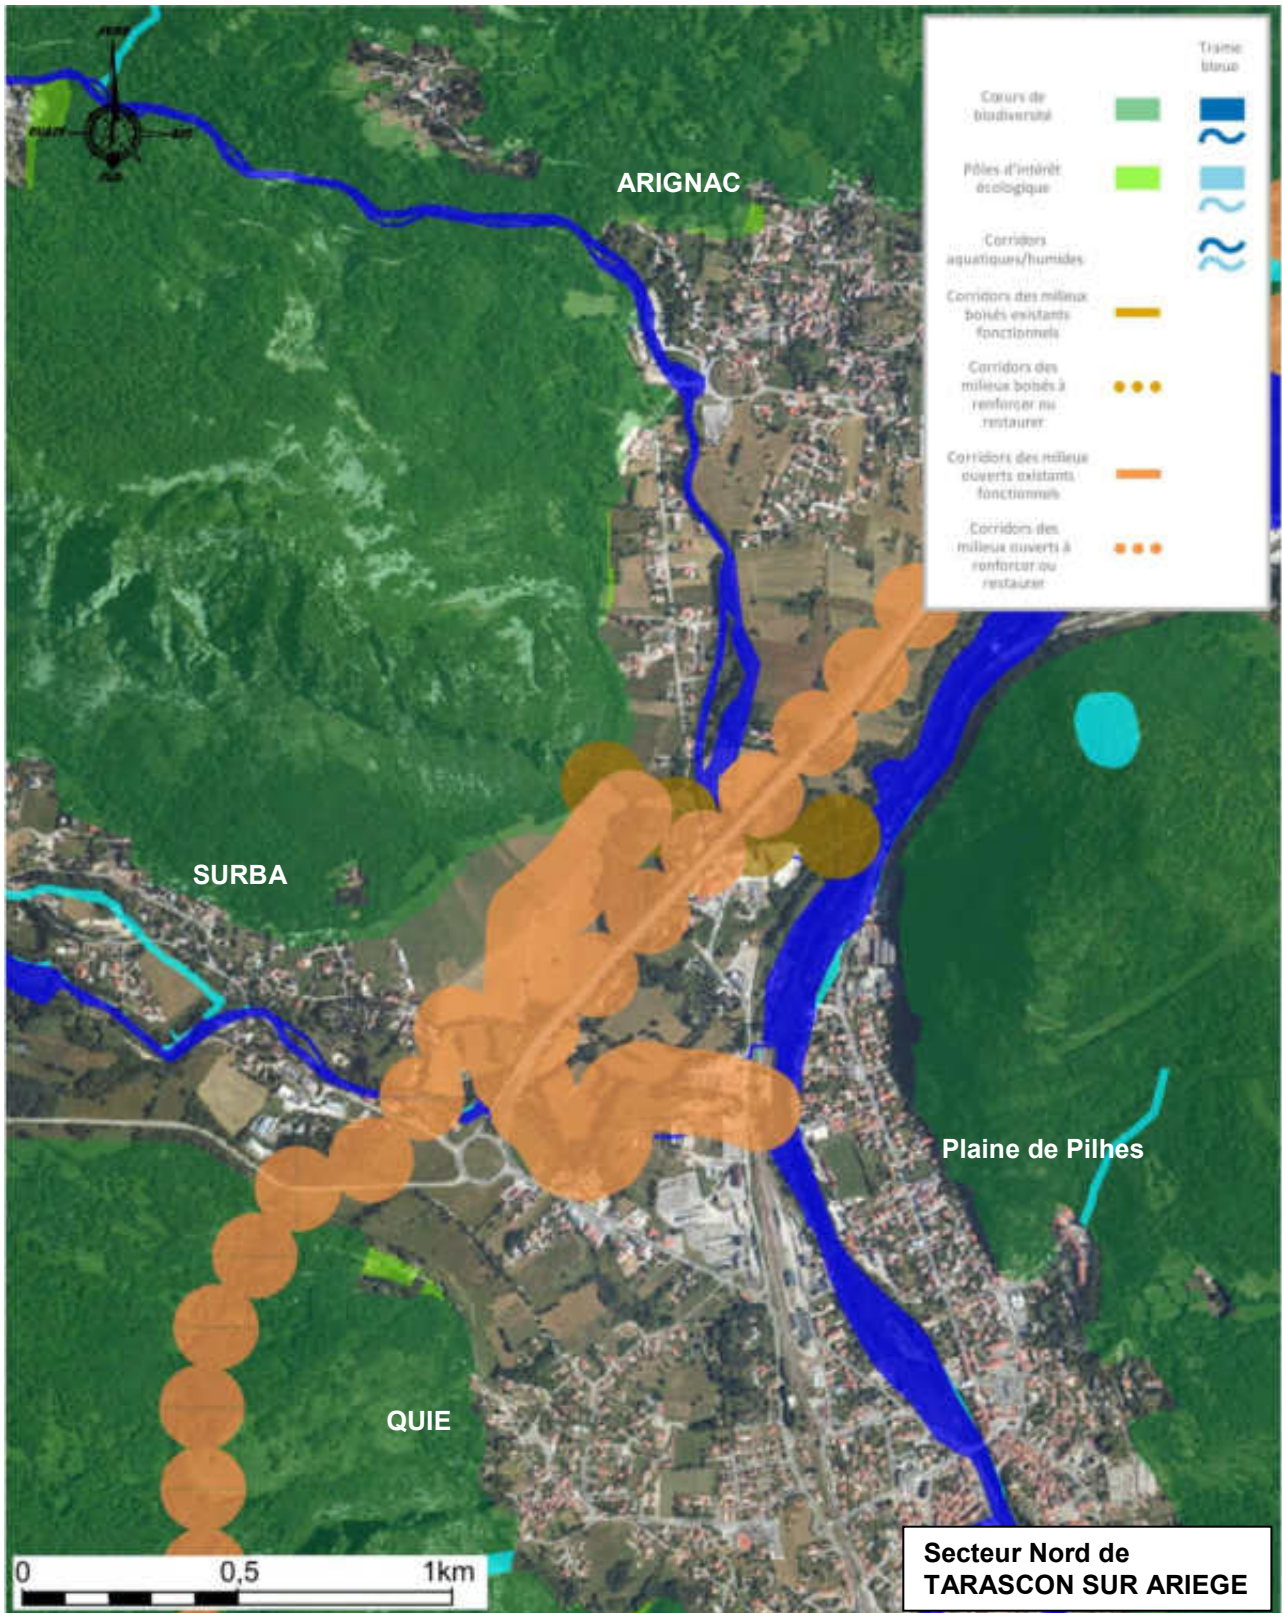 Trame
bleue
Cœurs de
biodiversité
Pôles d'intérêt
écologique
Corridors
aquatiques/humides
Corridors des milieux
boisés existants
fonctionnels
Corridors des
milieux boisés à
renforcer ou
restaurer
Corridors des milieux
ouverts existants
fonctionnels
Corridors des
milieux ouverts à
renforcer ou
restaurer
ARIGNAC
SURBA
Plaine de Pilhes
QUIE
0 0,5 1km
Secteur Nord de
TARASCON SUR ARIEGE